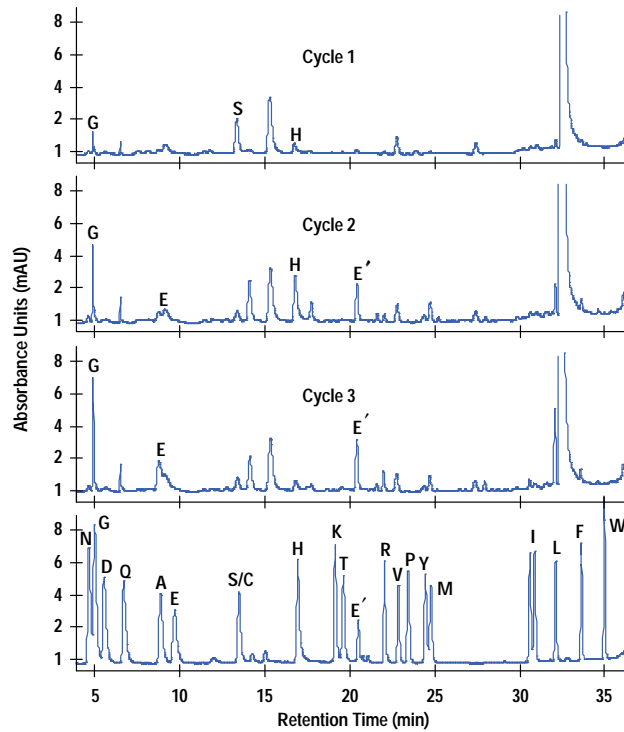 Absorbance Units (mAU)
8
6
4
2
1
Cycle 1
G
S
H
8
6
4
2
1
Cycle 2
G
E
H
E′
8
6
4
2
1
Cycle 3
G
E
E′
8
6
4
2
1
N
G
D
Q
A
E
S/C
H
K
T
E′
R
V
P
Y
M
I
L
F
W
5 10 15 20 25 30 35
Retention Time (min)